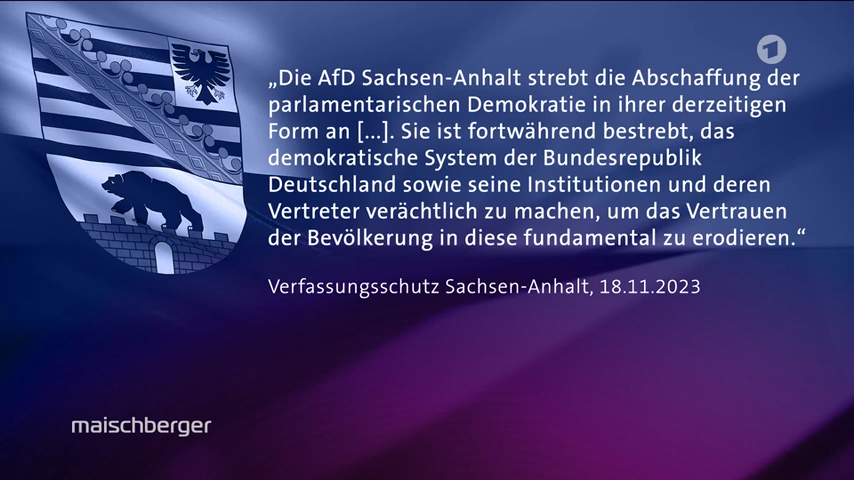 1
„Die AfD Sachsen-Anhalt strebt die Abschaffung der
parlamentarischen Demokratie in ihrer derzeitigen
Form an [...]. Sie ist fortwährend bestrebt, das
demokratische System der Bundesrepublik
Deutschland sowie seine Institutionen und deren
Vertreter verächtlich zu machen, um das Vertrauen
der Bevölkerung in diese fundamental zu erodieren.“
Verfassungsschutz Sachsen-Anhalt, 18.11.2023
maischberger